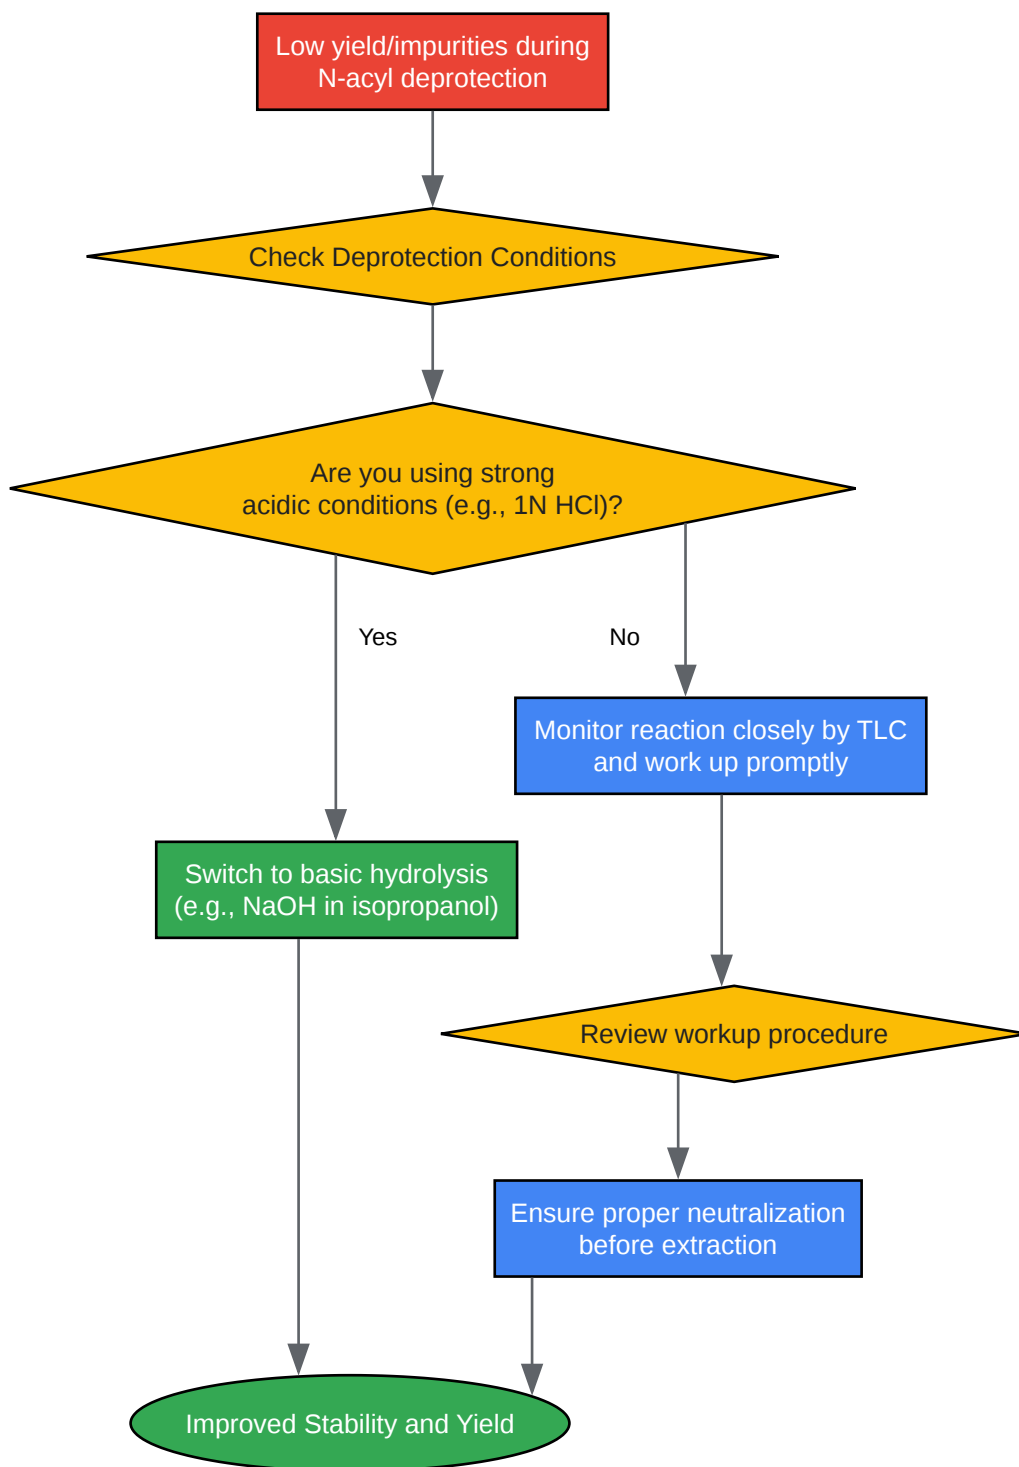 Low yield/impurities during
N-acyl deprotection
Check Deprotection Conditions
Are you using strong
acidic conditions (e.g., 1N HCl)?
Yes
No
Monitor reaction closely by TLC
and work up promptly
Switch to basic hydrolysis
(e.g., NaOH in isopropanol)
Review workup procedure
Ensure proper neutralization
before extraction
Improved Stability and Yield